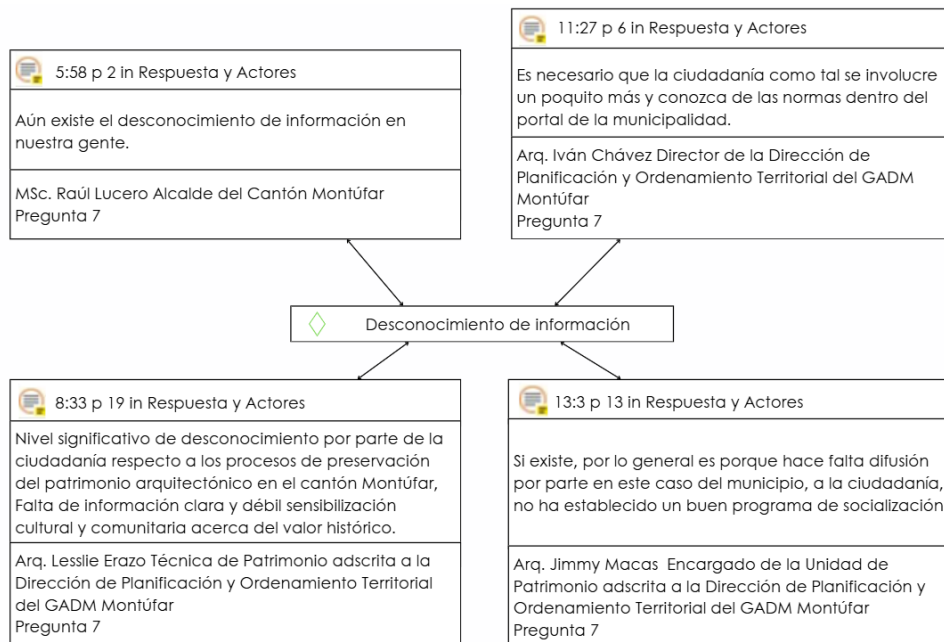 5:58 p 2 in Respuesta y Actores
Aún existe el desconocimiento de información en
nuestra gente.
MSc. Raúl Lucero Alcalde del Cantón Montúfar
Pregunta 7
11:27 p 6 in Respuesta y Actores
Es necesario que la ciudadanía como tal se involucre
un poquito más y conozca de las normas dentro del
portal de la municipalidad.
Arq. Iván Chávez Director de la Dirección de
Planificación y Ordenamiento Territorial del GADM
Montúfar
Pregunta 7
Desconocimiento de información
8:33 p 19 in Respuesta y Actores
Nivel significativo de desconocimiento por parte de la
ciudadanía respecto a los procesos de preservación
del patrimonio arquitectónico en el cantón Montúfar,
Falta de información clara y débil sensibilización
cultural y comunitaria acerca del valor histórico.
Arq. Lesslie Erazo Técnica de Patrimonio adscrita a la
Dirección de Planificación y Ordenamiento Territorial
del GADM Montúfar
Pregunta 7
13:3 p 13 in Respuesta y Actores
Si existe, por lo general es porque hace falta difusión
por parte en este caso del municipio, a la ciudadanía,
no ha establecido un buen programa de socialización
Arq. Jimmy Macas Encargado de la Unidad de
Patrimonio adscrita a la Dirección de Planificación y
Ordenamiento Territorial del GADM Montúfar
Pregunta 7